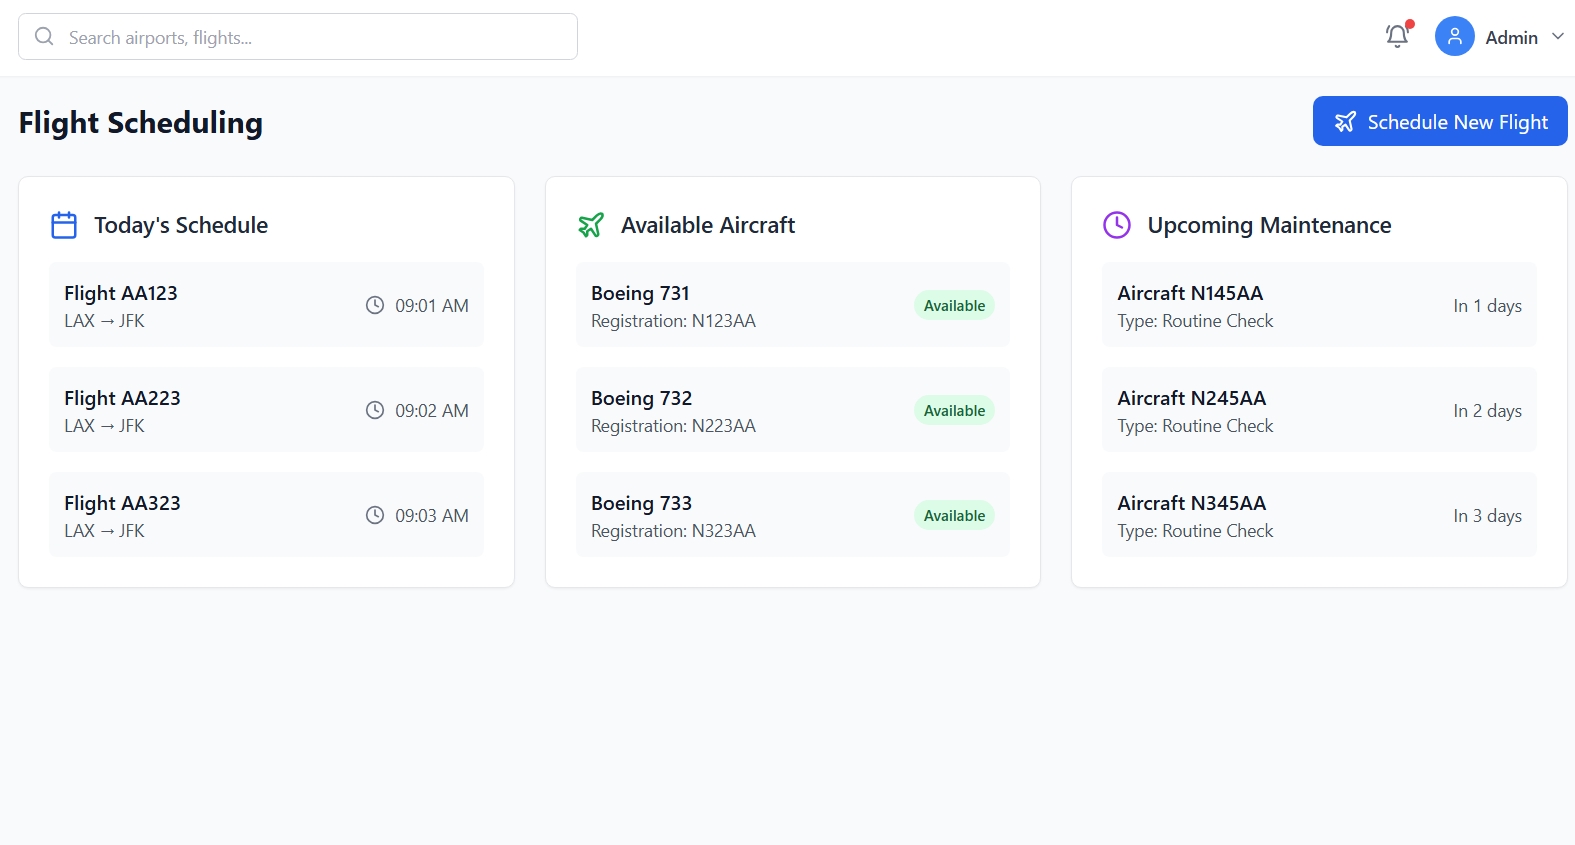 Search airports, flights...
Admin
Flight Scheduling
Schedule New Flight
Today's Schedule
Flight AA123
LAX → JFK
09:01 AM
Flight AA223
LAX → JFK
09:02 AM
Flight AA323
LAX → JFK
09:03 AM
Available Aircraft
Boeing 731
Registration: N123AA
Available
Boeing 732
Registration: N223AA
Available
Boeing 733
Registration: N323AA
Available
Upcoming Maintenance
Aircraft N145AA
Type: Routine Check
In 1 days
Aircraft N245AA
Type: Routine Check
In 2 days
Aircraft N345AA
Type: Routine Check
In 3 days